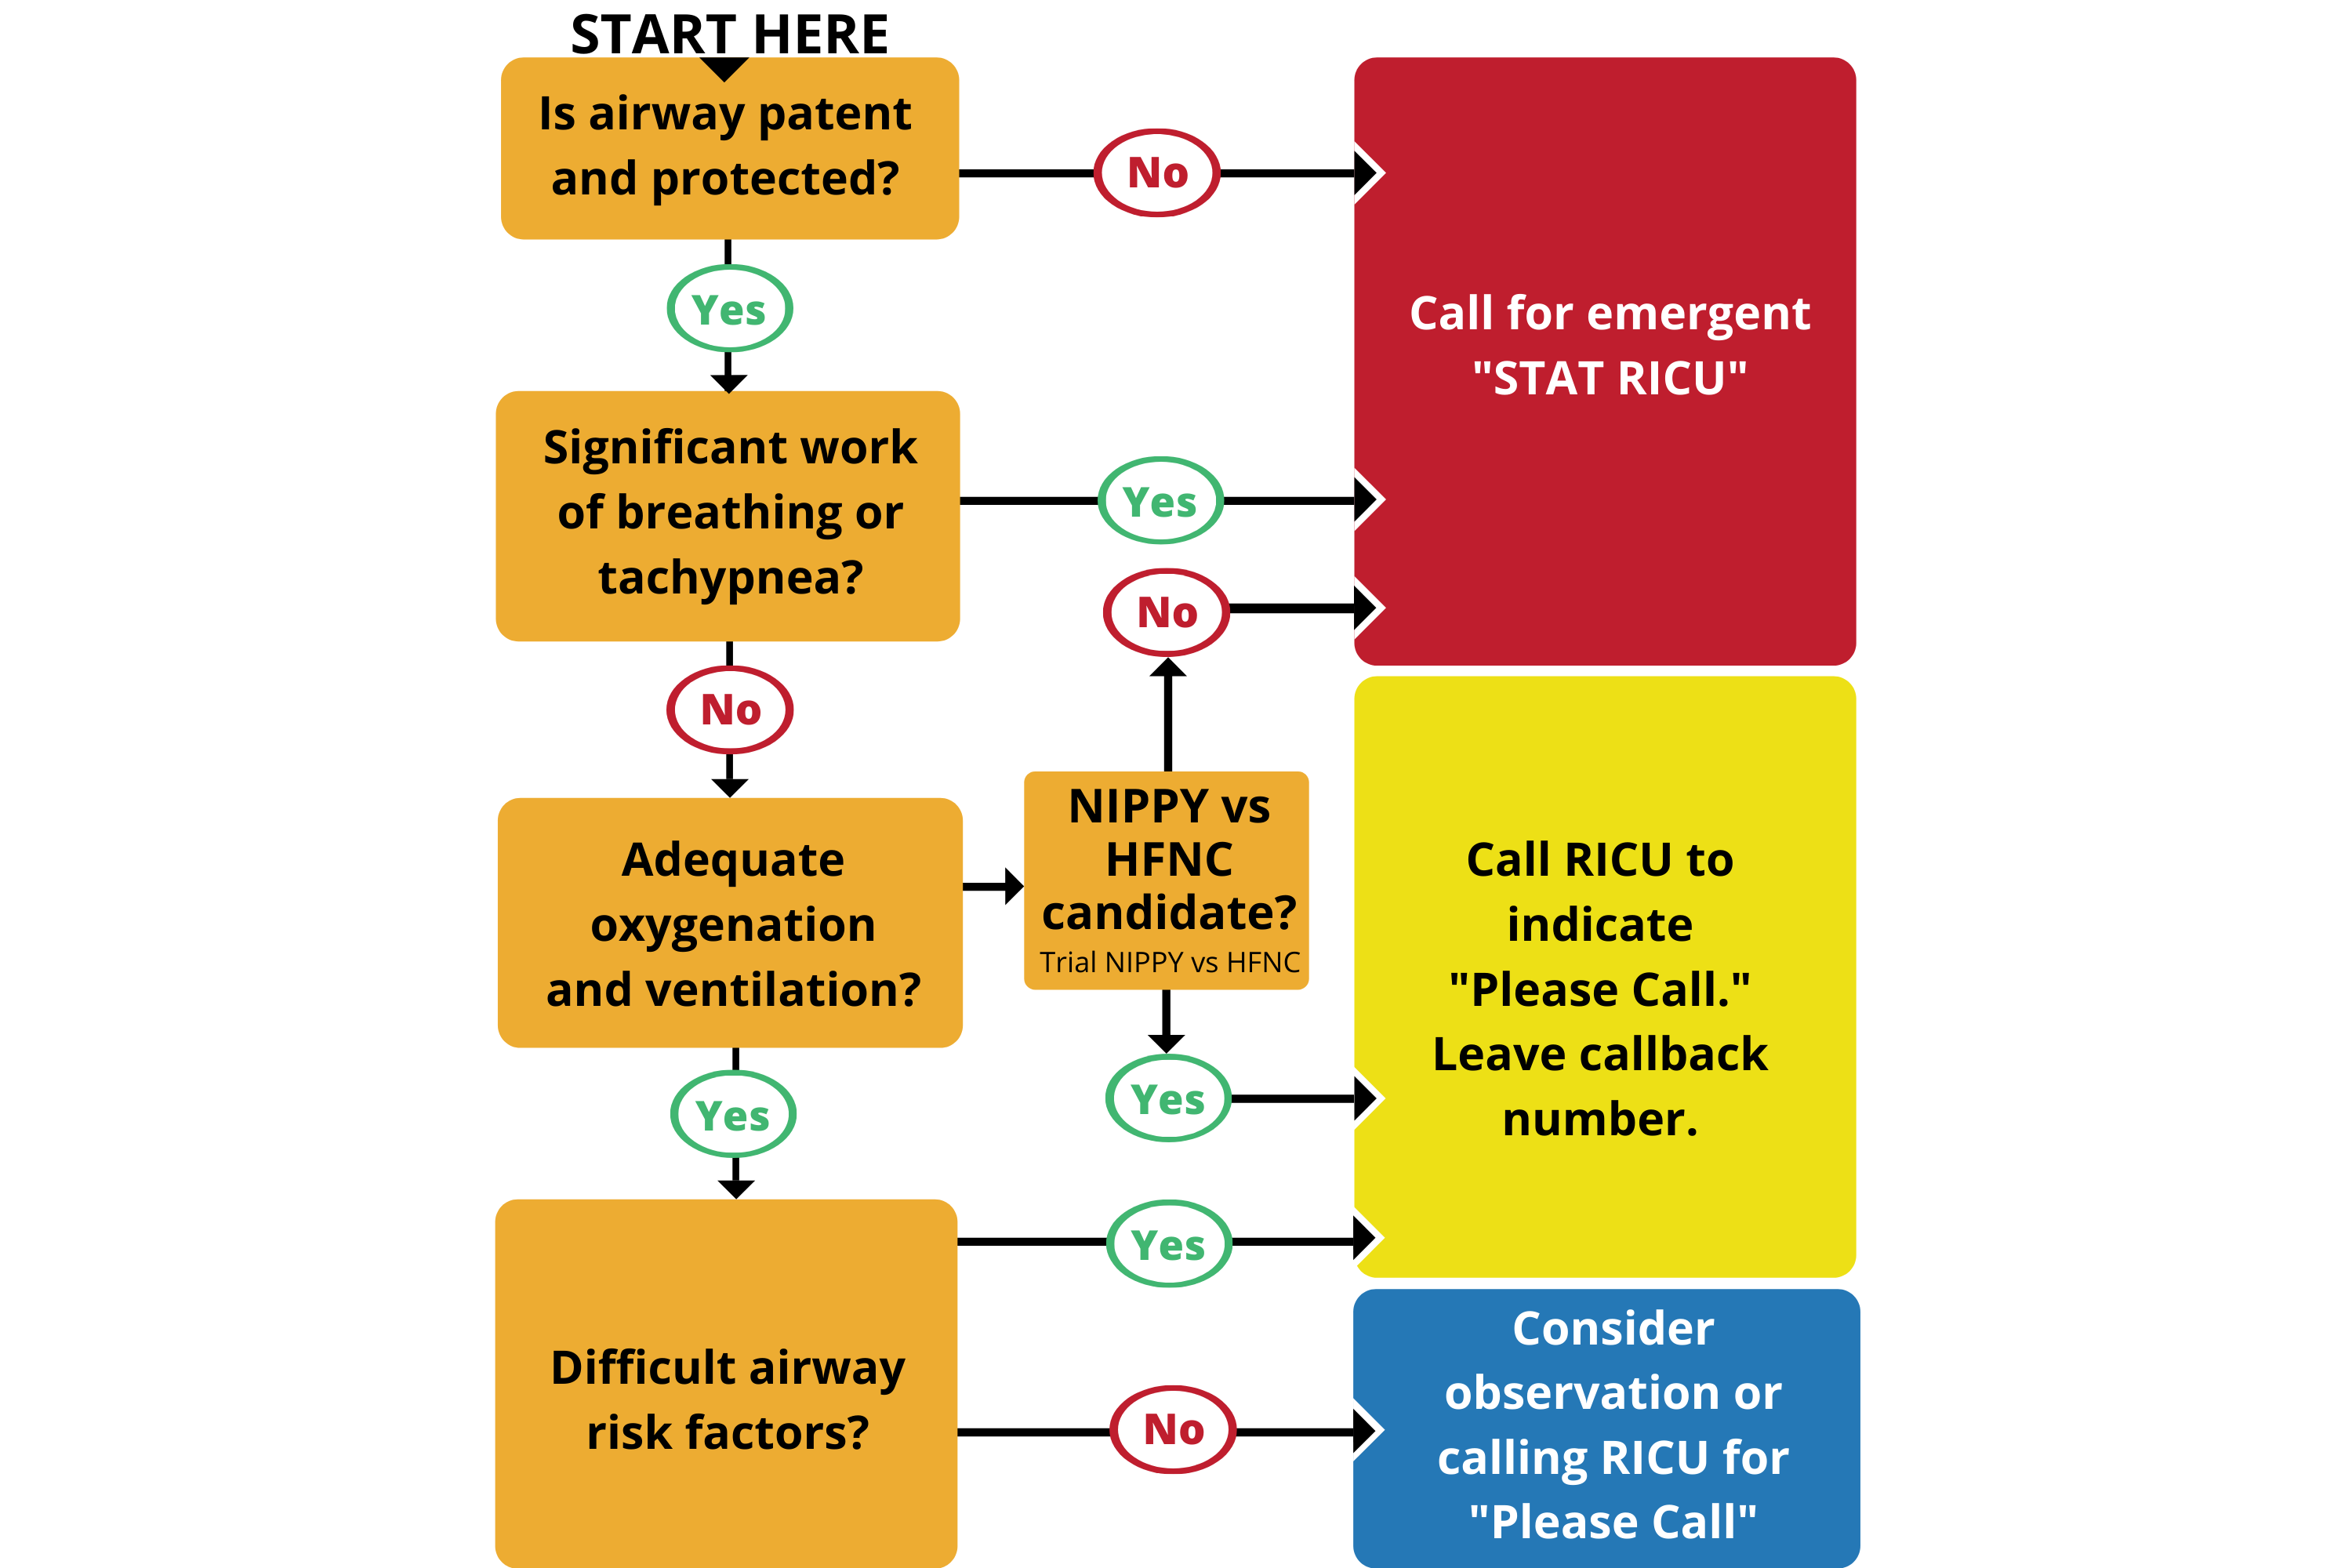 START HERE
Is airway patent
and protected?
No
Yes
Call for emergent
"STAT RICU"
Significant work
of breathing or
tachypnea?
Yes
No
No
Adequate
oxygenation
and ventilation?
NIPPY vs
HFNC
candidate?
Trial NIPPY vs HFNC
Call RICU to
indicate
"Please Call."
Leave callback
number.
Yes
Yes
Difficult airway
risk factors?
Yes
No
Consider
observation or
calling RICU for
"Please Call"